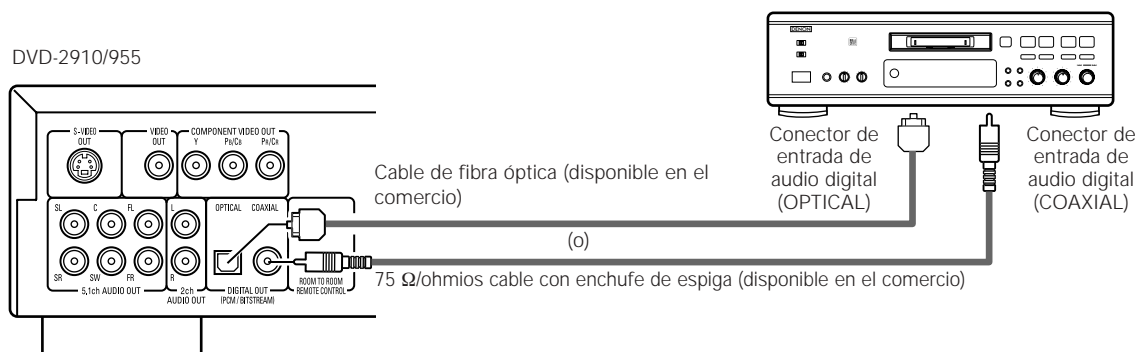 DVD-2910/955
DENON
S-VIDEO
OUT
VIDEO
OUT
COMPONENT VIDEO OUT
Y
PB/CB
PR/CR
SL
C
FL
L
OPTICAL
COAXIAL
SR
SW
FR
R
5,1ch AUDIO OUT
2ch
AUDIO OUT
DIGITAL OUT
(PCM / BITSTREAM)
ROOM TO ROOM
REMOTE CONTROL
Cable de fibra óptica (disponible en el
comercio)
(o)
75 Ω/ohmios cable con enchufe de espiga (disponible en el comercio)
Conector de
entrada de
audio digital
(OPTICAL)
Conector de
entrada de
audio digital
(COAXIAL)